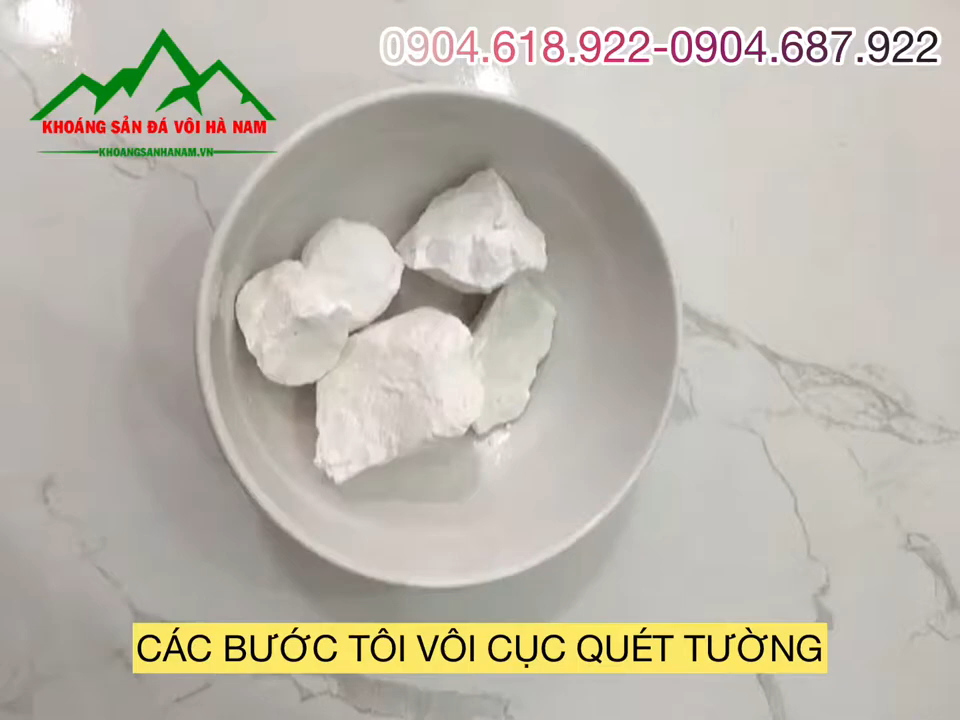 0904.618.922-0904.687.922
KHOÁNG SẢN ĐÁ VÔI HÀ NAM
KHOANGSANHANAM.VN
CÁC BƯỚC TÔI VÔI CỤC QUÉT TƯỜNG